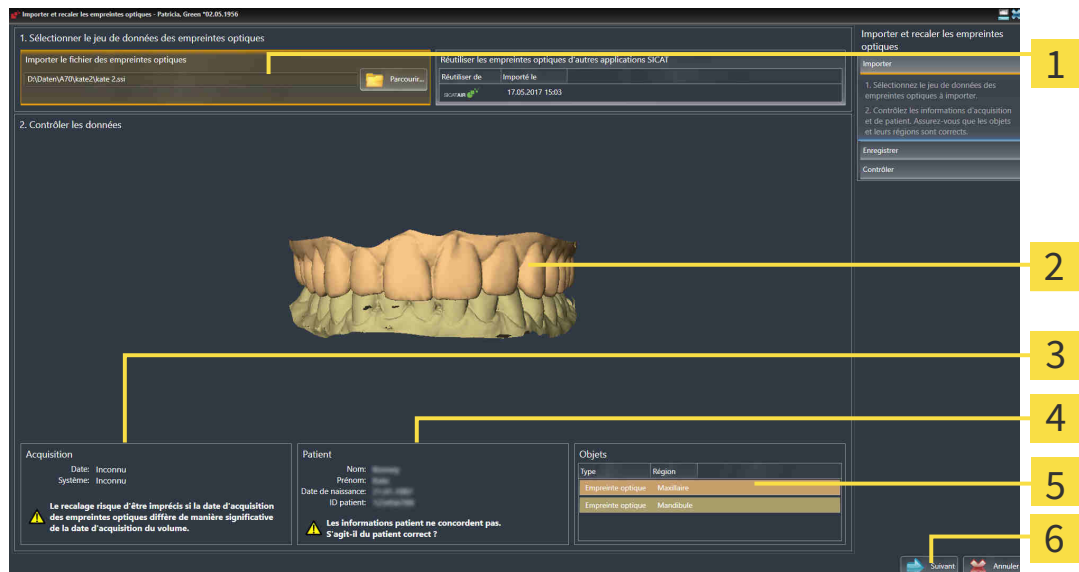 Importer et recaler les empreintes optiques - Patricia, Green *02.05.1956
1. Sélectionner le jeu de données des empreintes optiques
Importer le fichier des empreintes optiques
D:\Daten\A70\kate2\kate 2.ssi
Parcourir...
Réutiliser les empreintes optiques d'autres applications SICAT
Réutiliser de
Importé le
SICAT AIR
17.05.2017 15:03
2. Contrôler les données
Acquisition
Date: Inconnu
Système: Inconnu
Le recalage risque d'être imprécis si la date d'acquisition
des empreintes optiques diffère de manière significative
de la date d'acquisition du volume.
Patient
Nom:
Prénom:
Date de naissance:
ID patient:
Les informations patient ne concordent pas.
S'agit-il du patient correct ?
Objets
Type Région
Empreinte optique Maxillaire
Empreinte optique Mandibule
Importer et recaler les empreintes
optiques
Importer
1. Sélectionnez le jeu de données des
empreintes optiques à importer.
2. Contrôlez les informations d'acquisition
et de patient. Assurez-vous que les objets
et leurs régions sont corrects.
Enregistrer
Contrôler
Suivant
Annuler
1
2
3
4
5
6